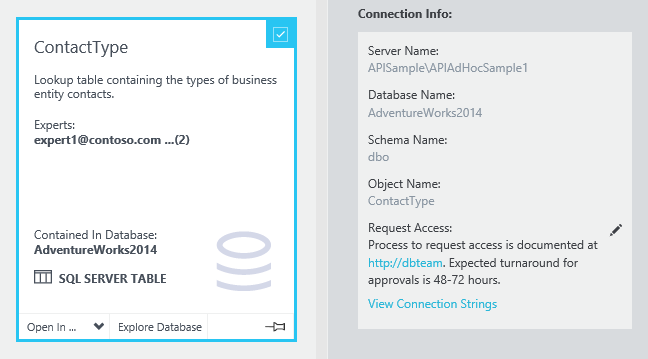 ContactType
Lookup table containing the types of business
entity contacts.
Experts:
expert1@contoso.com ...(2)
Contained In Database:
AdventureWorks2014
SQL SERVER TABLE
Open In ...
Explore Database
Connection Info:
Server Name:
APISample\APIAdHocSample1
Database Name:
AdventureWorks2014
Schema Name:
dbo
Object Name:
ContactType
Request Access:
Process to request access is documented at
http://dbteam. Expected turnaround for
approvals is 48-72 hours.
View Connection Strings